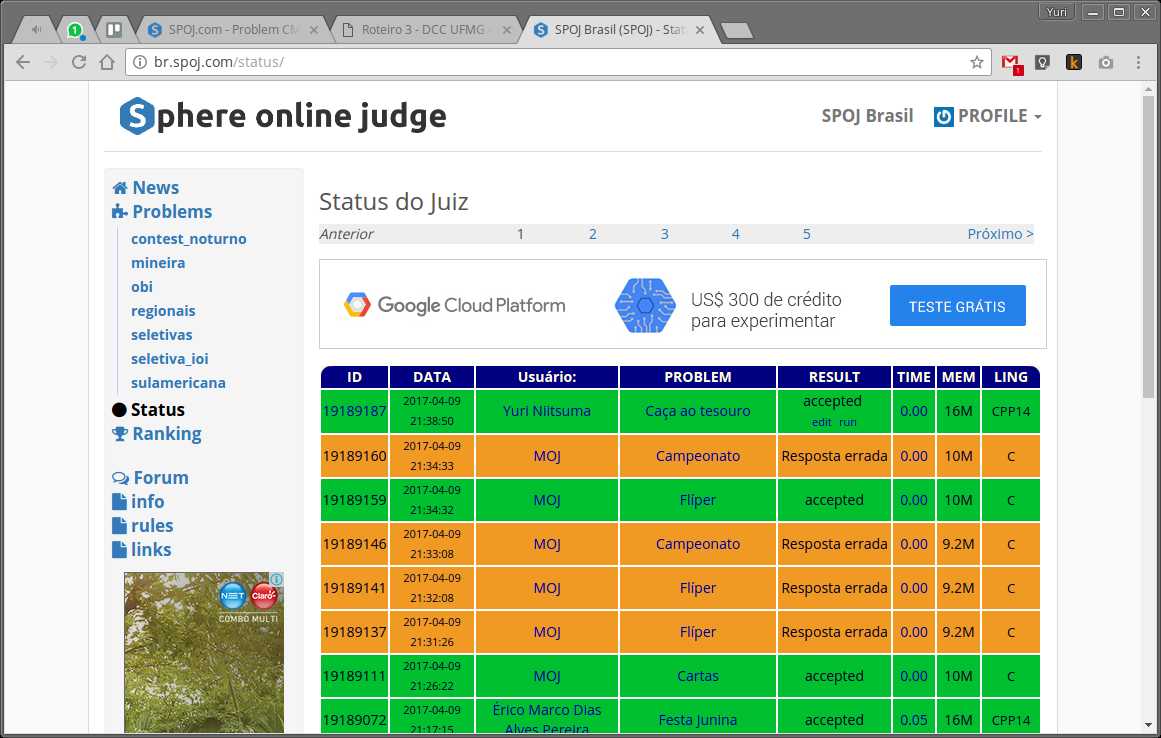 Yuri
1
SPOJ.com - Problem CM
Roteiro 3 - DCC UFMG -
SPOJ Brasil (SPOJ) - Stat
br.spoj.com/status/
1
k
Sphere online judge
SPOJ Brasil
PROFILE
News
Problems
contest_noturno
mineira
obi
regionais
seletivas
seletiva_ioi
sulamericana
Status
Ranking
Forum
info
rules
links
NET
Claro
COMBO MULTI
Status do Juiz
Anterior 1 2 3 4 5 Próximo >
Google Cloud Platform
US$ 300 de crédito
para experimentar
TESTE GRÁTIS
ID DATA Usuário: PROBLEM RESULT TIME MEM LING
19189187 2017-04-09 21:38:50 Yuri Niitsuma Caça ao tesouro accepted edit run 0.00 16M CPP14
19189160 2017-04-09 21:34:33 MOJ Campeonato Resposta errada 0.00 10M C
19189159 2017-04-09 21:34:32 MOJ Flíper accepted 0.00 10M C
19189146 2017-04-09 21:33:08 MOJ Campeonato Resposta errada 0.00 9.2M C
19189141 2017-04-09 21:32:08 MOJ Flíper Resposta errada 0.00 9.2M C
19189137 2017-04-09 21:31:26 MOJ Flíper Resposta errada 0.00 9.2M C
19189111 2017-04-09 21:26:22 MOJ Cartas accepted 0.00 10M C
19189072 2017-04-09 21:17:15 Érico Marco Dias Alves Pereira Festa Junina accepted 0.05 16M CPP14